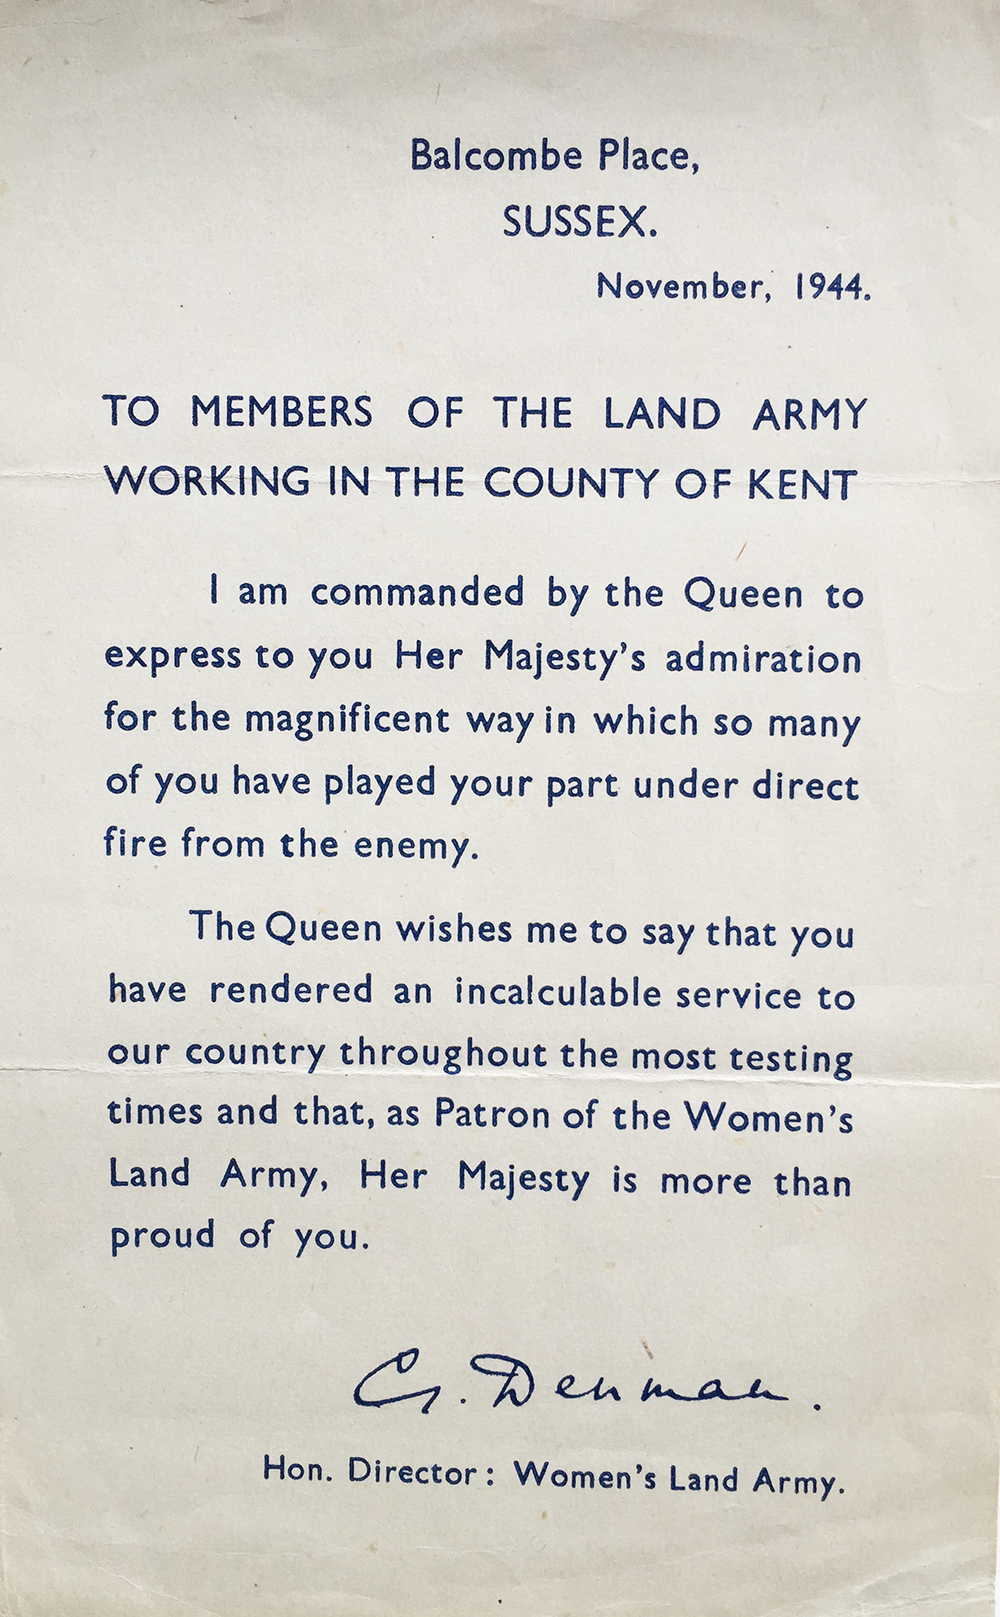 Balcombe Place,
SUSSEX.
November, 1944.
TO MEMBERS OF THE LAND ARMY
WORKING IN THE COUNTY OF KENT
I am commanded by the Queen to
express to you Her Majesty's admiration
for the magnificent way in which so many
of you have played your part under direct
fire from the enemy.
The Queen wishes me to say that you
have rendered an incalculable service to
our country throughout the most testing
times and that, as Patron of the Women's
Land Army, Her Majesty is more than
proud of you.
G. Denman.
Hon. Director: Women's Land Army.